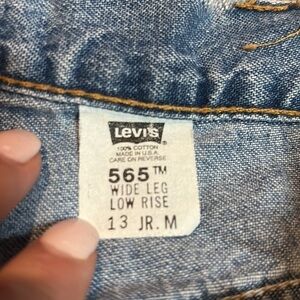 Levi's
®
100% COTTON
MADE IN U.S.A.
CARE ON REVERSE
565™
WIDE LEG
LOW RISE
13 JR. M